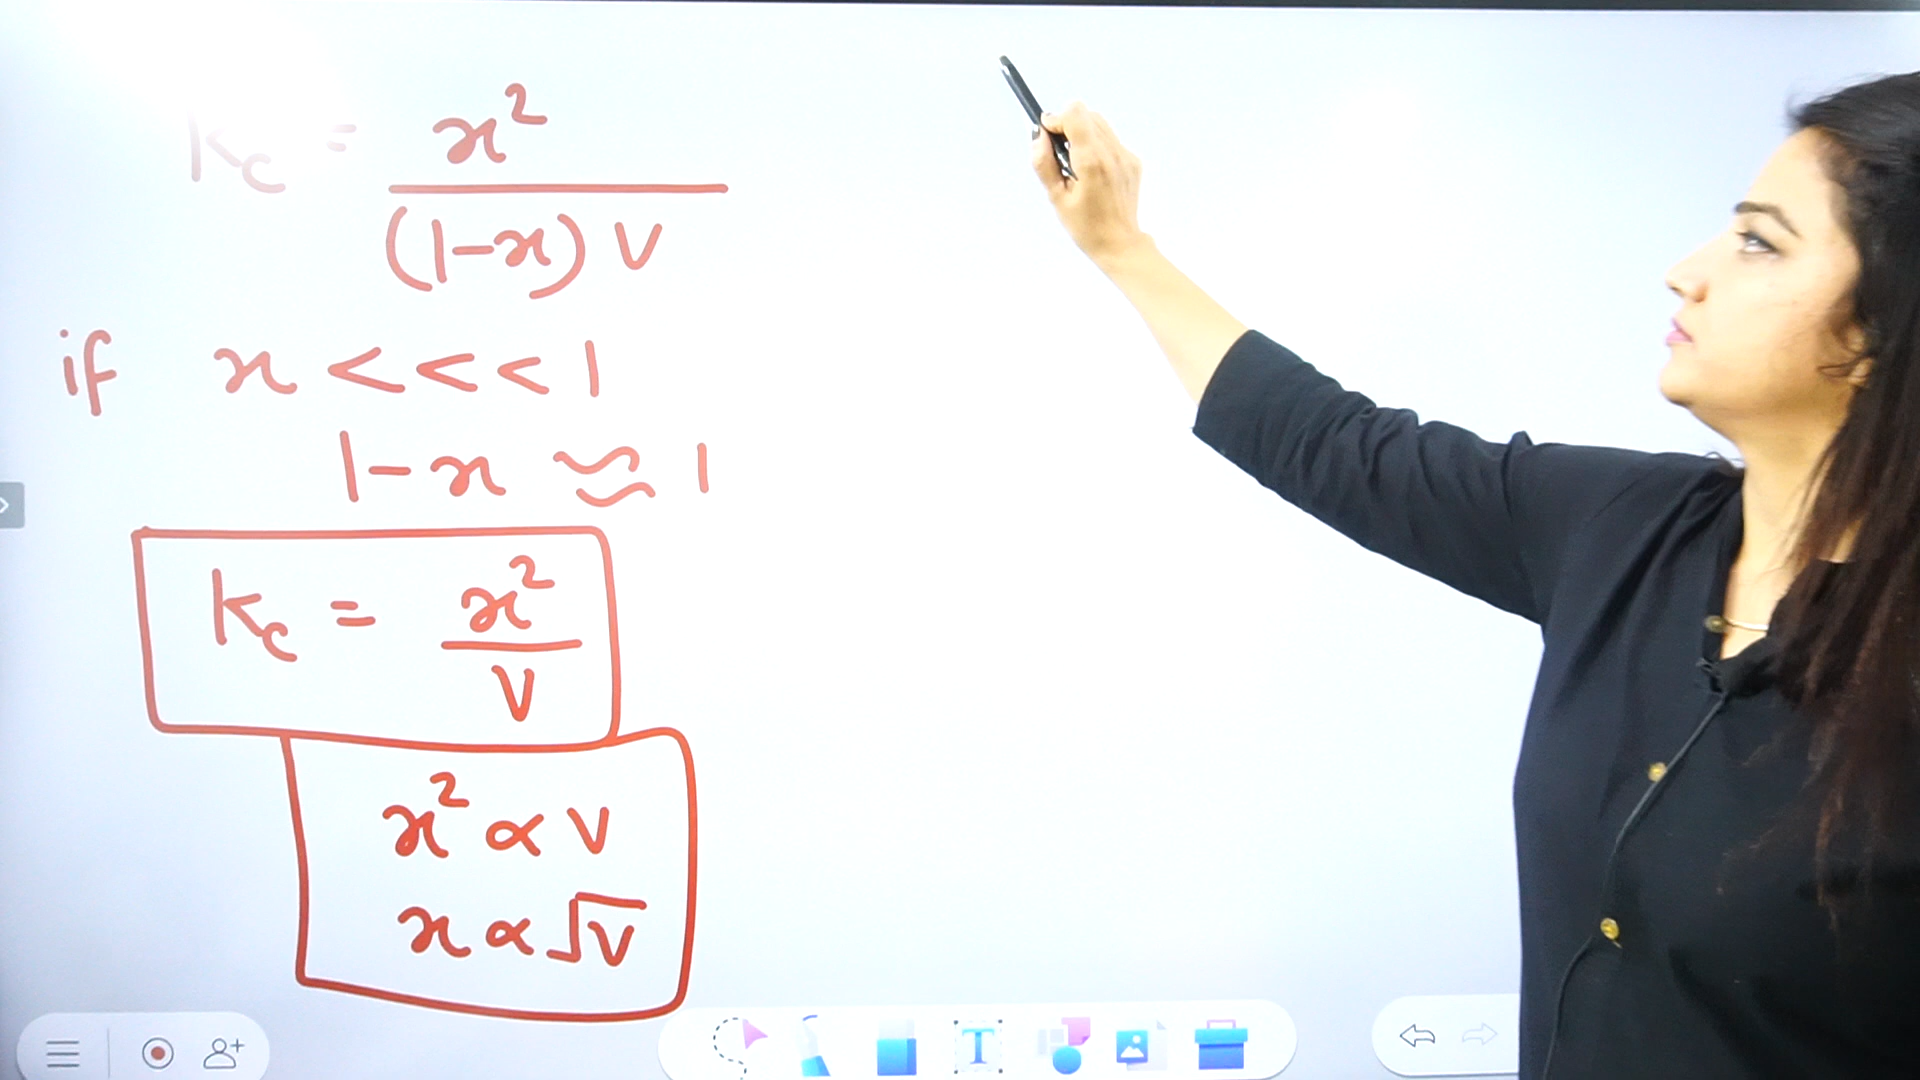 Kc = x²
(1-x) V
if x <<< 1
1-x ≈ 1
Kc = x²
V
x² ∝ V
x ∝ √V
T